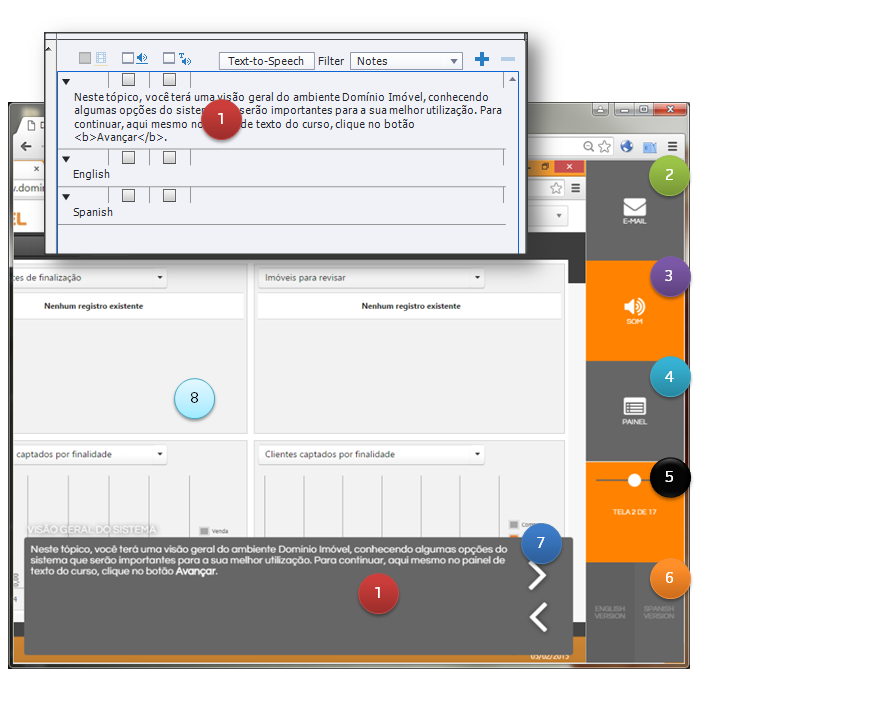 Text-to-Speech Filter Notes
Neste tópico, você terá uma visão geral do ambiente Domínio Imóvel, conhecendo
algumas opções do sistem 1 serão importantes para a sua melhor utilização. Para
continuar, aqui mesmo no de texto do curso, clique no botão
<b>Avançar</b>.
English
Spanish
.domin
EL
2
E-MAIL
3
SOM
tes de finalização
Imóveis para revisar
Nenhum registro existente
Nenhum registro existente
8
4
PAINEL
captados por finalidade
Clientes captados por finalidade
5
TELA 2 DE 17
Venda
VISÃO GERAL DO SISTEMA
7
Neste tópico, você terá uma visão geral do ambiente Dominio Imóvel, conhecendo algumas opções do
sistema que serão importantes para a sua melhor utilização. Para continuar, aqui mesmo no painel de
texto do curso, clique no botão Avançar.
1
6
ENGLISH
VERSION
SPANISH
VERSION
05/02/2015